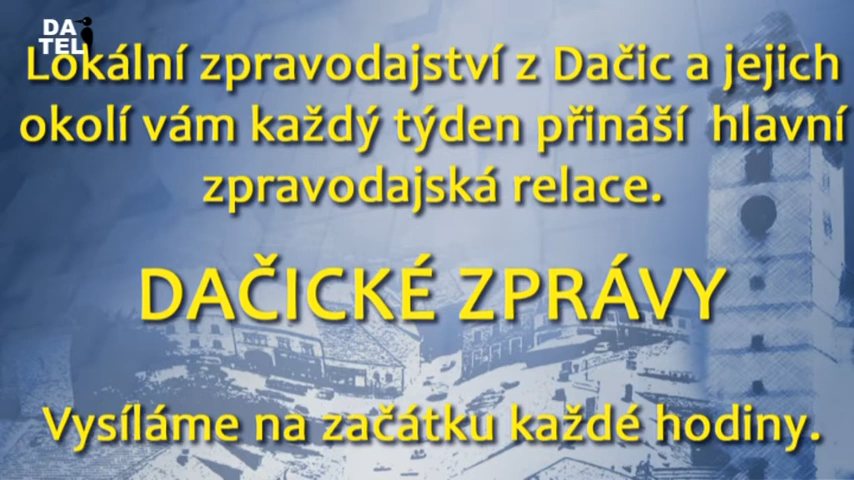 DA
TEL
Lokální zpravodajství z Dačic a jejich
okolí vám každý týden přináší hlavní
zpravodajská relace.
DAČICKÉ ZPRÁVY
Vysíláme na začátku každé hodiny.